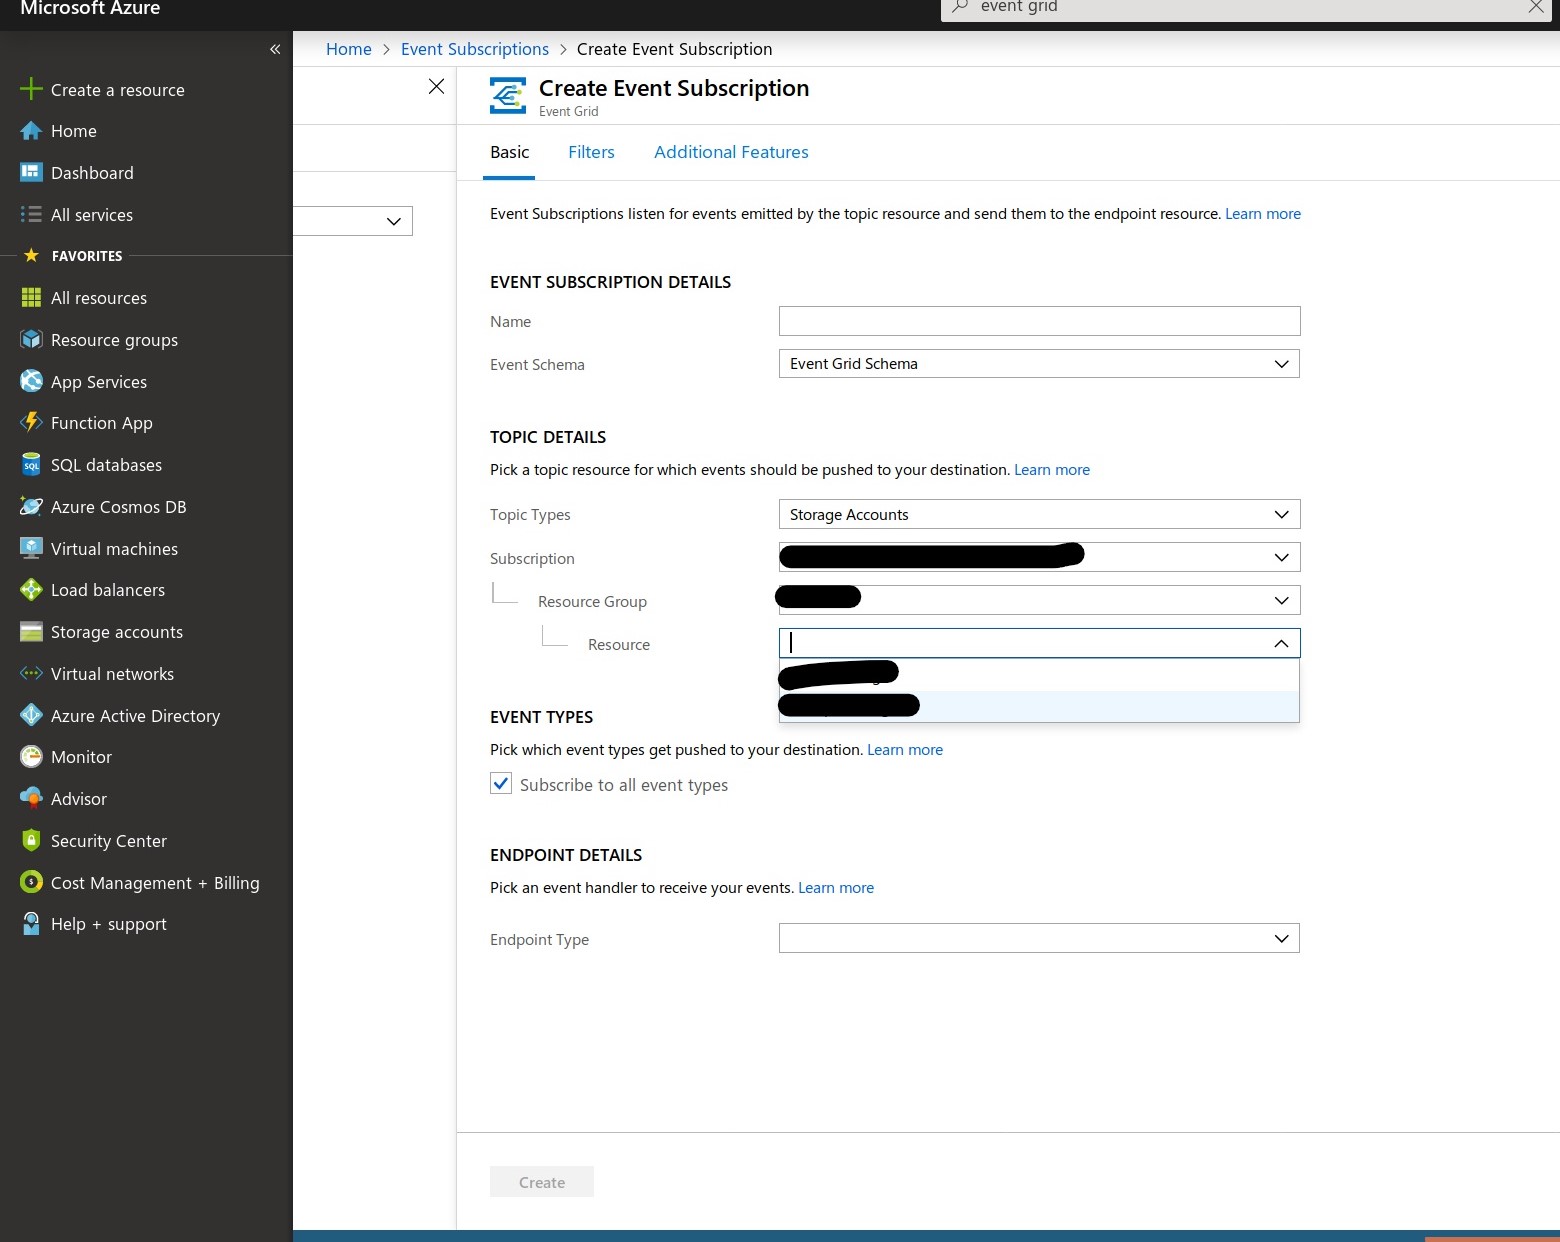 Microsoft Azure
event grid
Home > Event Subscriptions > Create Event Subscription
Create a resource
Home
Dashboard
All services
FAVORITES
All resources
Resource groups
App Services
Function App
SQL databases
Azure Cosmos DB
Virtual machines
Load balancers
Storage accounts
Virtual networks
Azure Active Directory
Monitor
Advisor
Security Center
Cost Management + Billing
Help + support
Create Event Subscription
Event Grid
Basic Filters Additional Features
Event Subscriptions listen for events emitted by the topic resource and send them to the endpoint resource. Learn more
EVENT SUBSCRIPTION DETAILS
Name
Event Schema Event Grid Schema
TOPIC DETAILS
Pick a topic resource for which events should be pushed to your destination. Learn more
Topic Types Storage Accounts
Subscription
Resource Group
Resource
EVENT TYPES
Pick which event types get pushed to your destination. Learn more
Subscribe to all event types
ENDPOINT DETAILS
Pick an event handler to receive your events. Learn more
Endpoint Type
Create